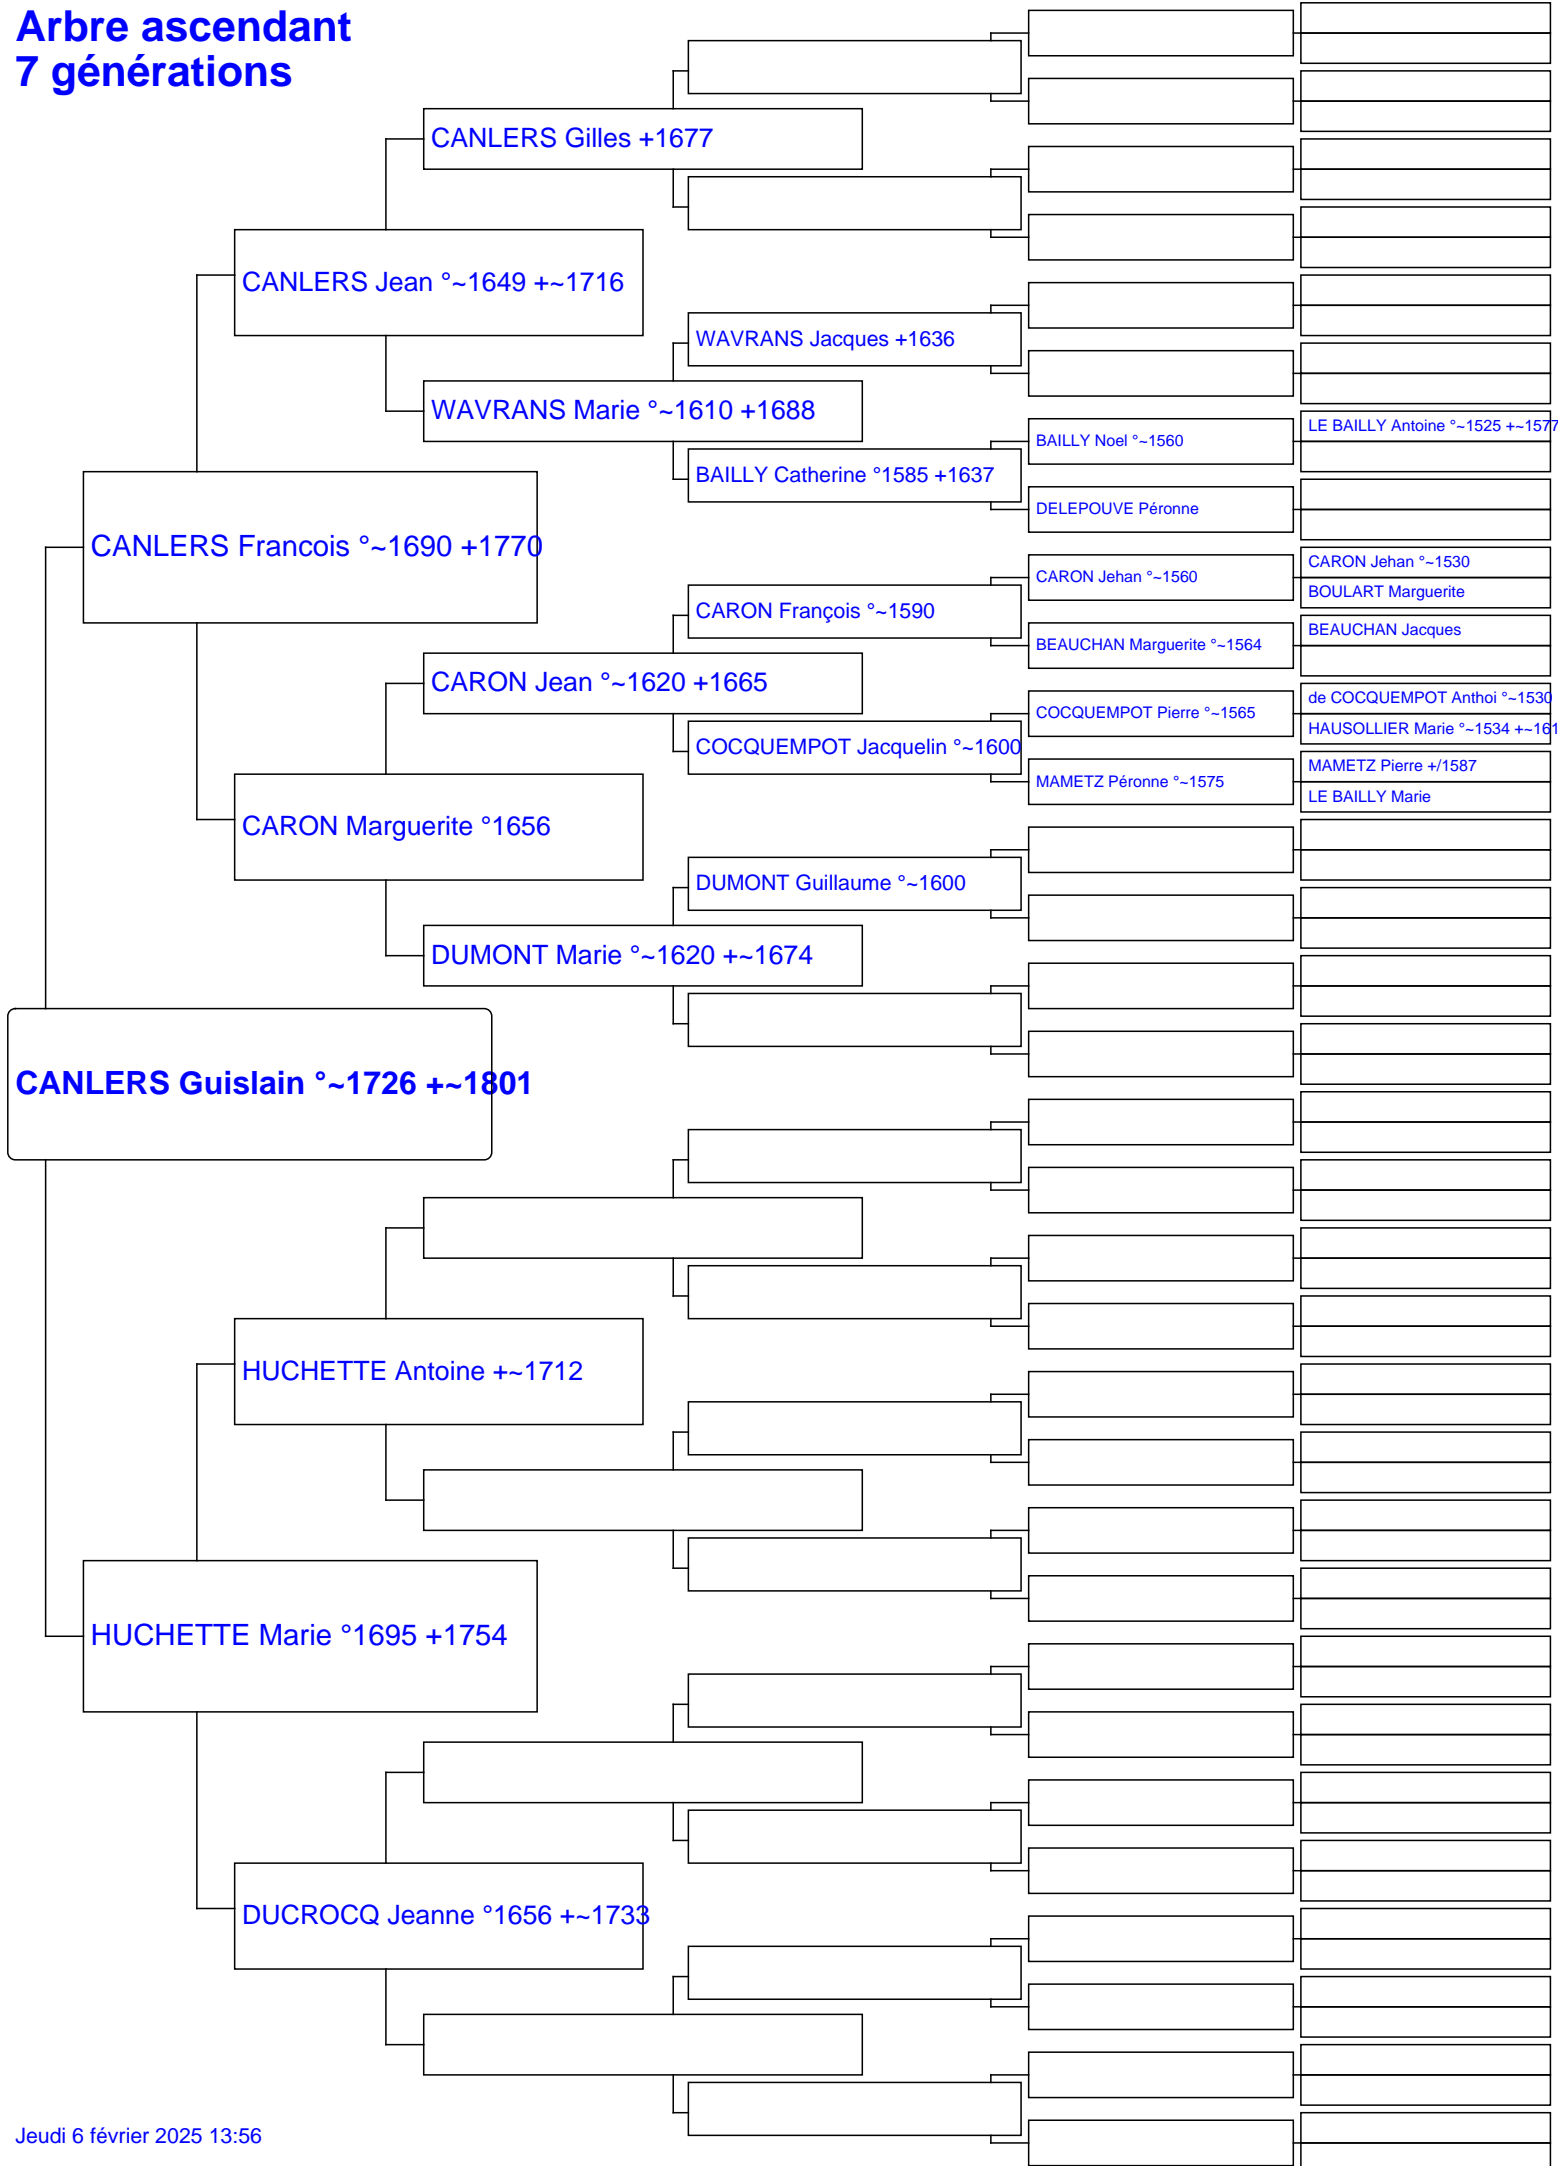 Arbre ascendant
7 générations
CANLERS Gilles +1677
CANLERS Jean °~1649 +~1716
WAVRANS Jacques +1636
WAVRANS Marie °~1610 +1688
LE BAILLY Antoine °~1525 +~1577
BAILLY Noel °~1560
BAILLY Catherine °1585 +1637
DELEPOUVE Péronne
CANLERS Francois °~1690 +1770
CARON Jehan °~1530
CARON Jehan °~1560
BOULART Marguerite
CARON François °~1590
BEAUCHAN Jacques
BEAUCHAN Marguerite °~1564
CARON Jean °~1620 +1665
de COCQUEMPOT Anthoi °~1530
COCQUEMPOT Pierre °~1565
HAUSOLLIER Marie °~1534 +~161
COCQUEMPOT Jacquelin °~1600
MAMETZ Pierre +/1587
MAMETZ Péronne °~1575
LE BAILLY Marie
CARON Marguerite °1656
DUMONT Guillaume °~1600
DUMONT Marie °~1620 +~1674
CANLERS Guislain °~1726 +~1801
HUCHETTE Antoine +~1712
HUCHETTE Marie °1695 +1754
DUCROCQ Jeanne °1656 +~1733
Jeudi 6 février 2025 13:56